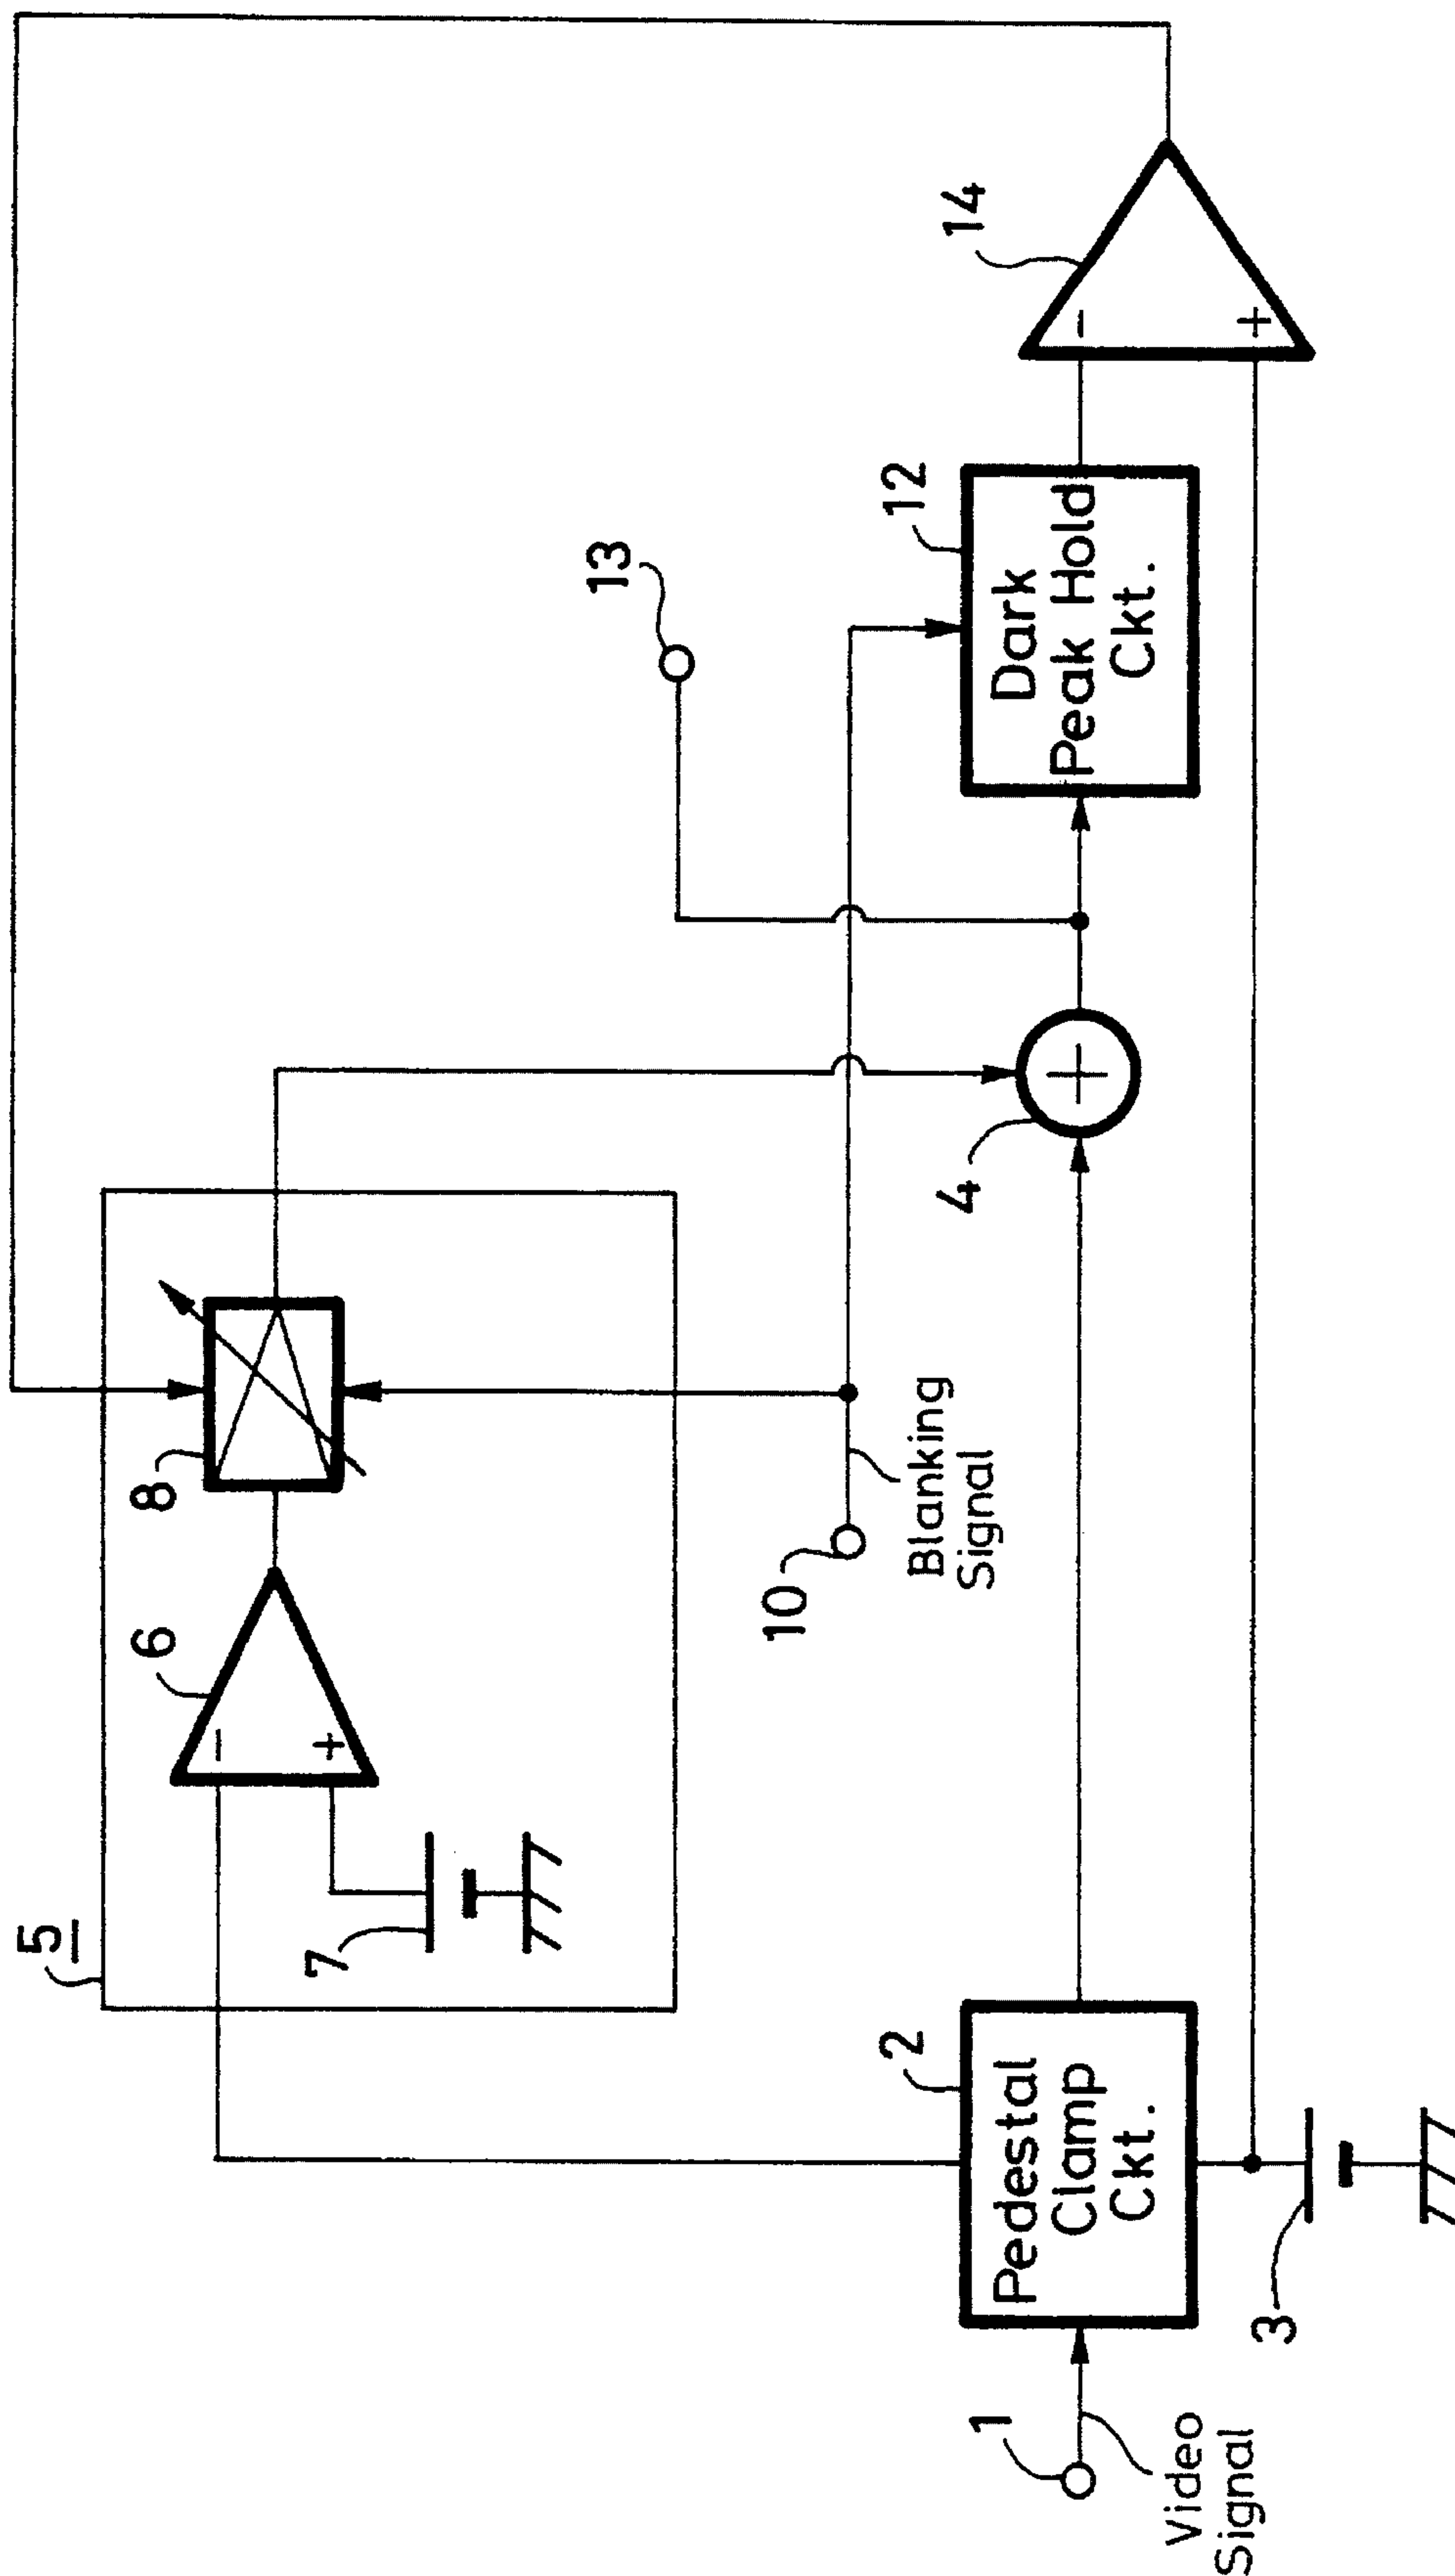 5
6
8
-
+
7
13
14
10
Blanking
Signal
12
Dark
Peak Hold
Ckt.
-
+
4
+
2
Pedestal
Clamp
Ckt.
1
Video
Signal
3